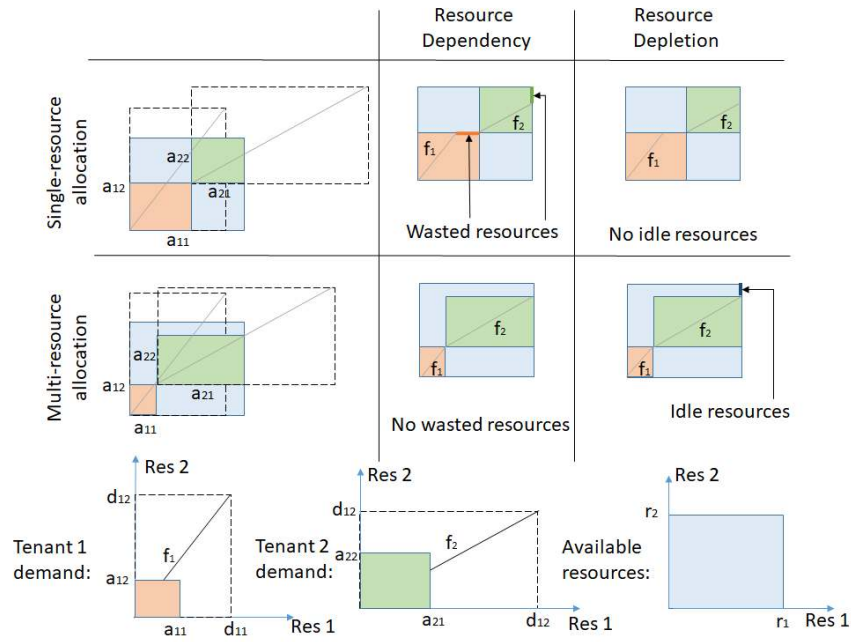 Resource
Dependency
Resource
Depletion
Single-resource
allocation
a22
a12
a21
a11
f1
f2
Wasted resources
f1
f2
No idle resources
Multi-resource
allocation
a22
a12
a21
a11
f1
f2
No wasted resources
f1
f2
Idle resources
Tenant 1
demand:
Res 2
d12
f1
a12
a11
d11
Res 1
Tenant 2
demand:
Res 2
d12
f2
a22
a21
d12
Res 1
Available
resources:
Res 2
r2
r1
Res 1